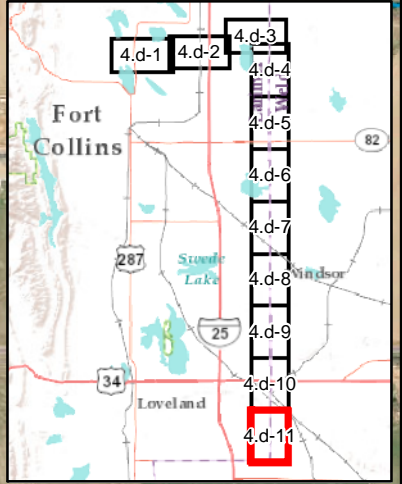 4.d-1
4.d-2
4.d-3
4.d-4
Fort
Collins
4.d-5
82
4.d-6
4.d-7
287
Swede
Lake
4.d-8
Windsor
25
4.d-9
34
4.d-10
Loveland
4.d-11